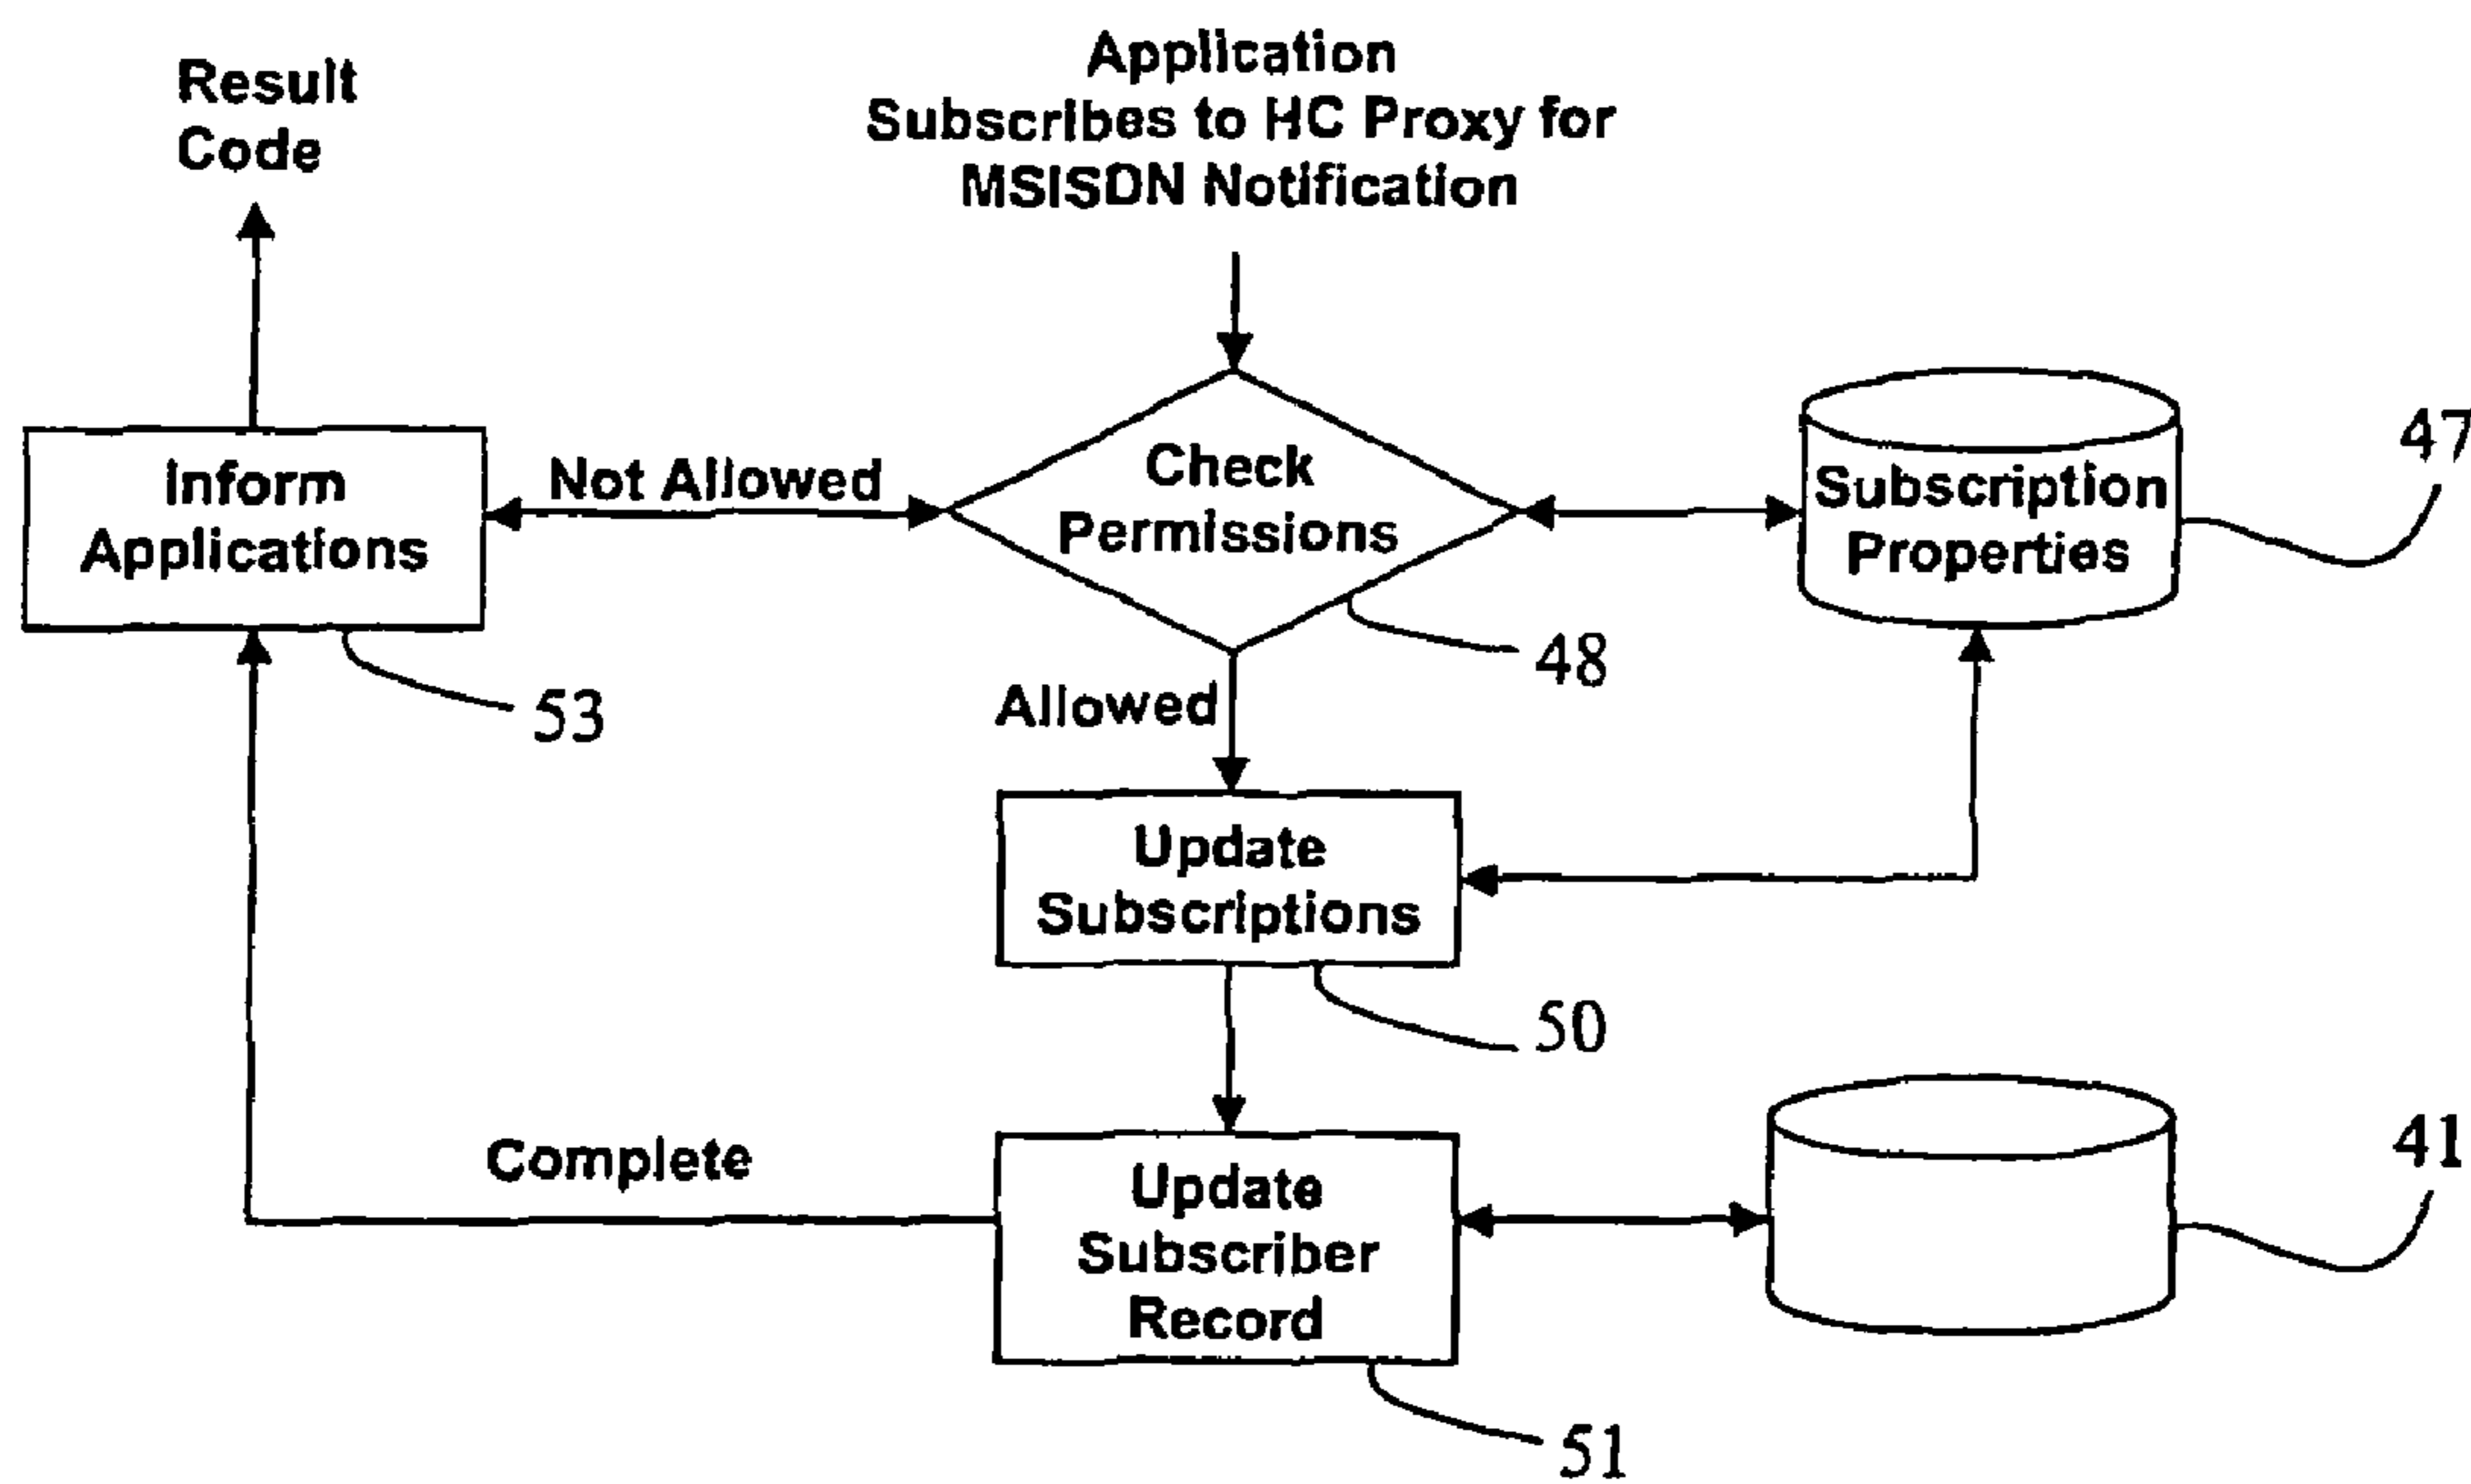 Result
Code
Application
Subscribes to HC Proxy for
MSISDN Notification
Inform
Applications
Not Allowed
Check
Permissions
Subscription
Properties
47
48
53
Allowed
Update
Subscriptions
50
Complete
Update
Subscriber
Record
41
51